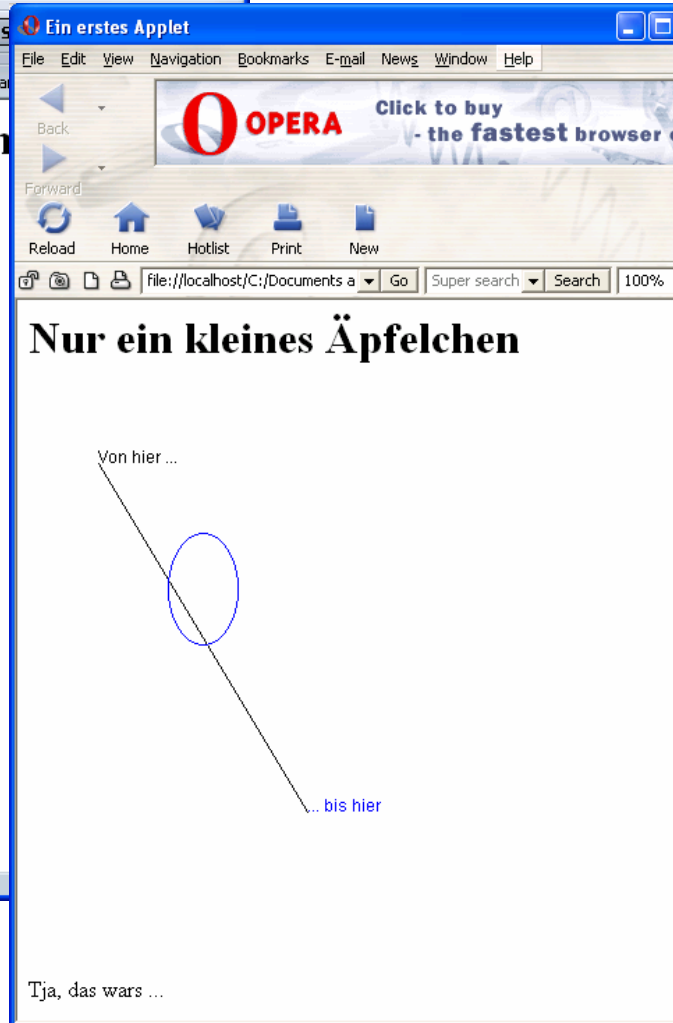 Ein erstes Applet
File Edit View Navigation Bookmarks E-mail News Window Help
Back
Click to buy
OPERA
- the fastest browser
Forward
Reload Home Hotlist Print New
file://localhost/C:/Documents a Go Super search Search 100%
Nur ein kleines Äpfelchen
Von hier ...
... bis hier
Tja, das wars ...